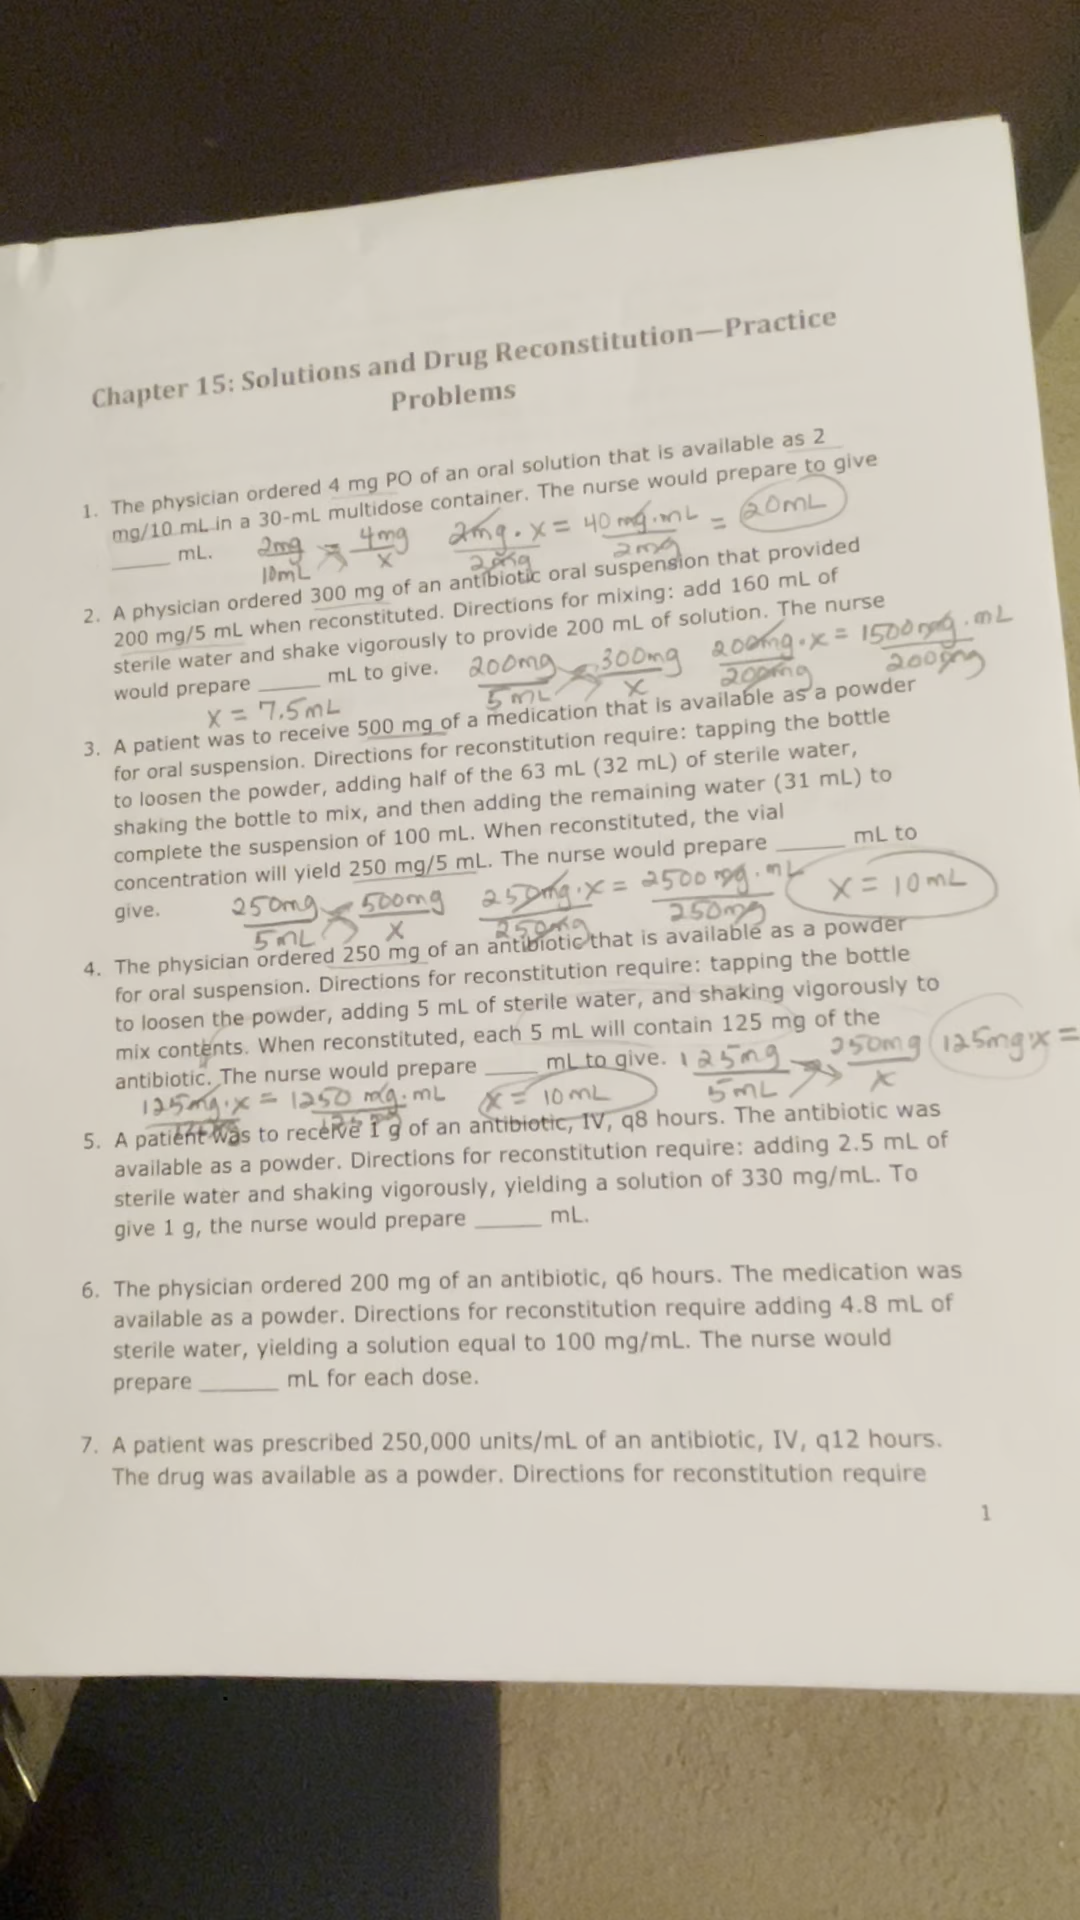 Chapter 15: Solutions and Drug Reconstitution—Practice
Problems
1. The physician ordered 4 mg PO of an oral solution that is available as 2
mg/10 mL in a 30-mL multidose container. The nurse would prepare to give
____ mL. 2mg/10mL 4mg/x 2mg·x/2mg = 40 mg·mL/2mg = 20mL
2. A physician ordered 300 mg of an antibiotic oral suspension that provided
200 mg/5 mL when reconstituted. Directions for mixing: add 160 mL of
sterile water and shake vigorously to provide 200 mL of solution. The nurse
would prepare ____ mL to give. 200mg/5mL 300mg/x 200mg·x/200mg = 1500mg·mL/200mg
x = 7.5mL
3. A patient was to receive 500 mg of a medication that is available as a powder
for oral suspension. Directions for reconstitution require: tapping the bottle
to loosen the powder, adding half of the 63 mL (32 mL) of sterile water,
shaking the bottle to mix, and then adding the remaining water (31 mL) to
complete the suspension of 100 mL. When reconstituted, the vial
concentration will yield 250 mg/5 mL. The nurse would prepare ____ mL to
give. 250mg/5mL 500mg/x 250mg·x/250mg = 2500mg·mL/250mg x = 10mL
4. The physician ordered 250 mg of an antibiotic that is available as a powder
for oral suspension. Directions for reconstitution require: tapping the bottle
to loosen the powder, adding 5 mL of sterile water, and shaking vigorously to
mix contents. When reconstituted, each 5 mL will contain 125 mg of the
antibiotic. The nurse would prepare ____ mL to give. 125mg/5mL 250mg/x 125mg·x =
125mg·x = 1250 mg·mL x = 10mL
5. A patient was to receive 1 g of an antibiotic, IV, q8 hours. The antibiotic was
available as a powder. Directions for reconstitution require: adding 2.5 mL of
sterile water and shaking vigorously, yielding a solution of 330 mg/mL. To
give 1 g, the nurse would prepare ____ mL.
6. The physician ordered 200 mg of an antibiotic, q6 hours. The medication was
available as a powder. Directions for reconstitution require adding 4.8 mL of
sterile water, yielding a solution equal to 100 mg/mL. The nurse would
prepare ____ mL for each dose.
7. A patient was prescribed 250,000 units/mL of an antibiotic, IV, q12 hours.
The drug was available as a powder. Directions for reconstitution require
1